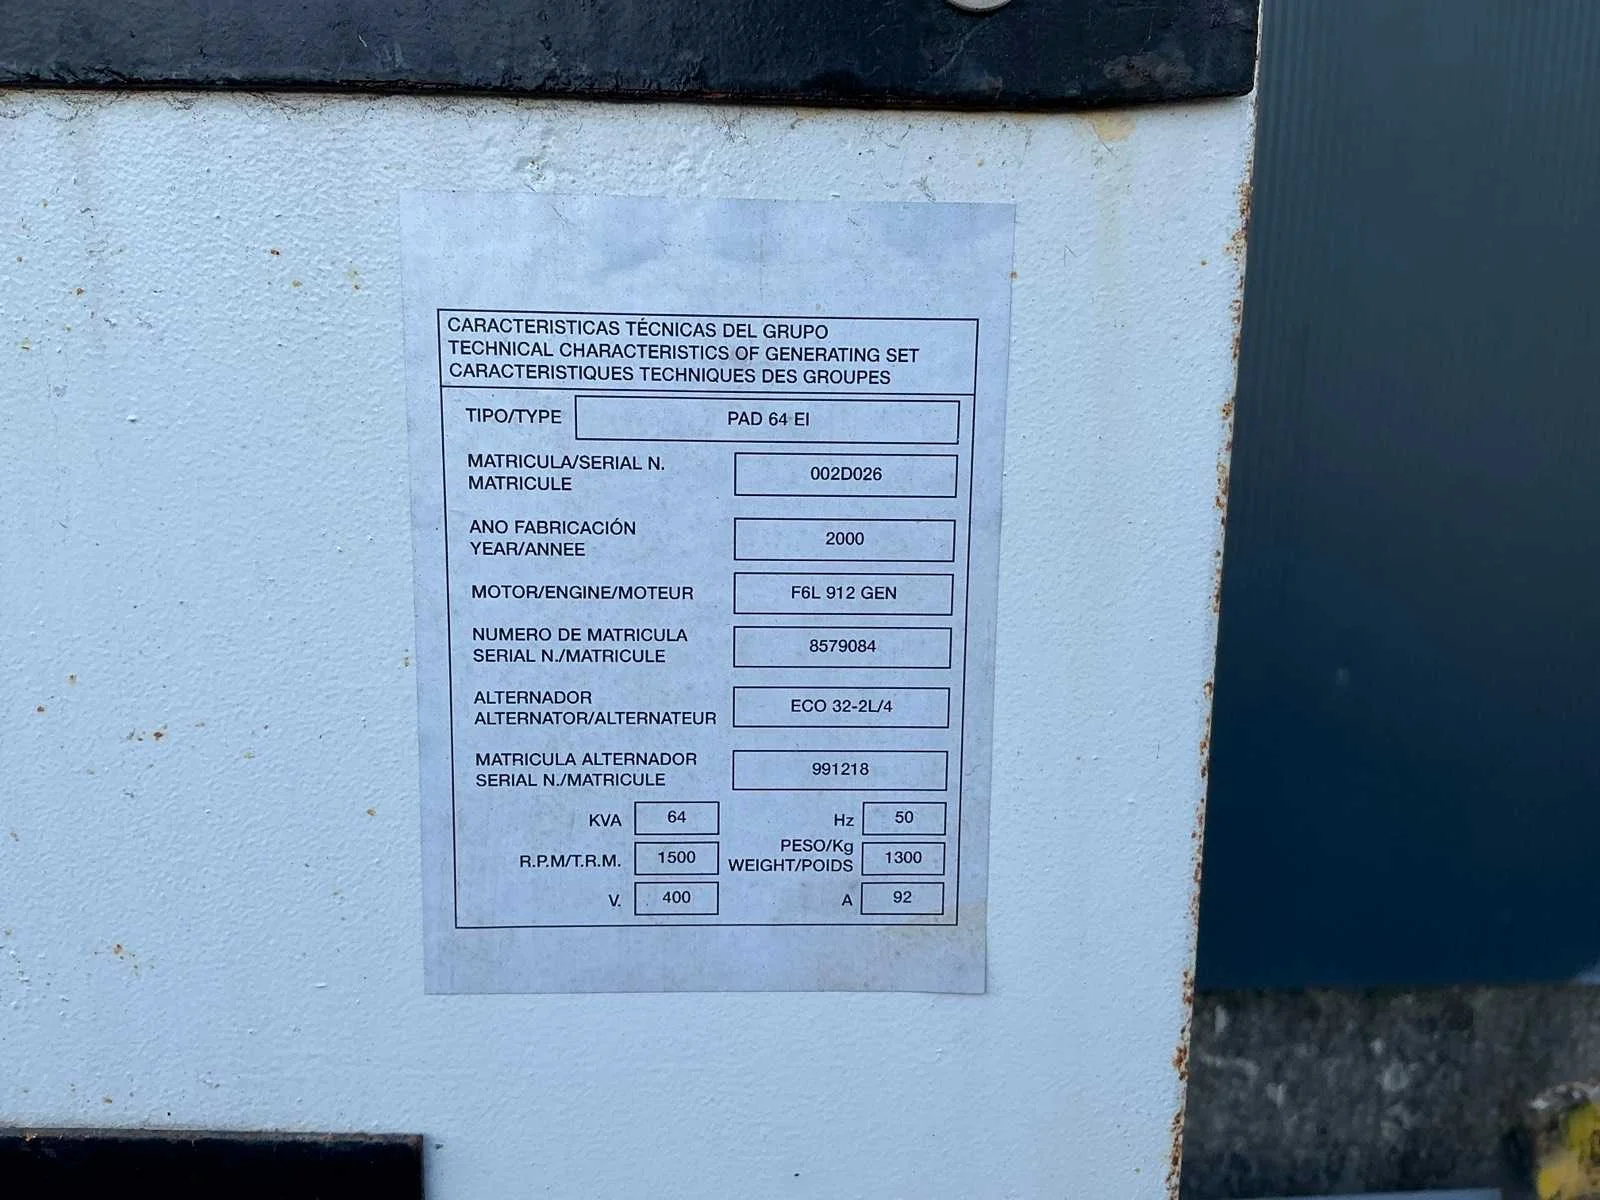 CARACTERISTICAS TÉCNICAS DEL GRUPO
TECHNICAL CHARACTERISTICS OF GENERATING SET
CARACTERISTIQUES TECHNIQUES DES GROUPES
TIPO/TYPE PAD 64 EI
MATRICULA/SERIAL N.
MATRICULE
002D026
ANO FABRICACIÓN
YEAR/ANNEE
2000
MOTOR/ENGINE/MOTEUR F6L 912 GEN
NUMERO DE MATRICULA
SERIAL N./MATRICULE
8579084
ALTERNADOR
ALTERNATOR/ALTERNATEUR
ECO 32-2L/4
MATRICULA ALTERNADOR
SERIAL N./MATRICULE
991218
KVA 64 Hz 50
R.P.M/T.R.M. 1500
PESO/Kg
WEIGHT/POIDS
1300
V. 400 A 92